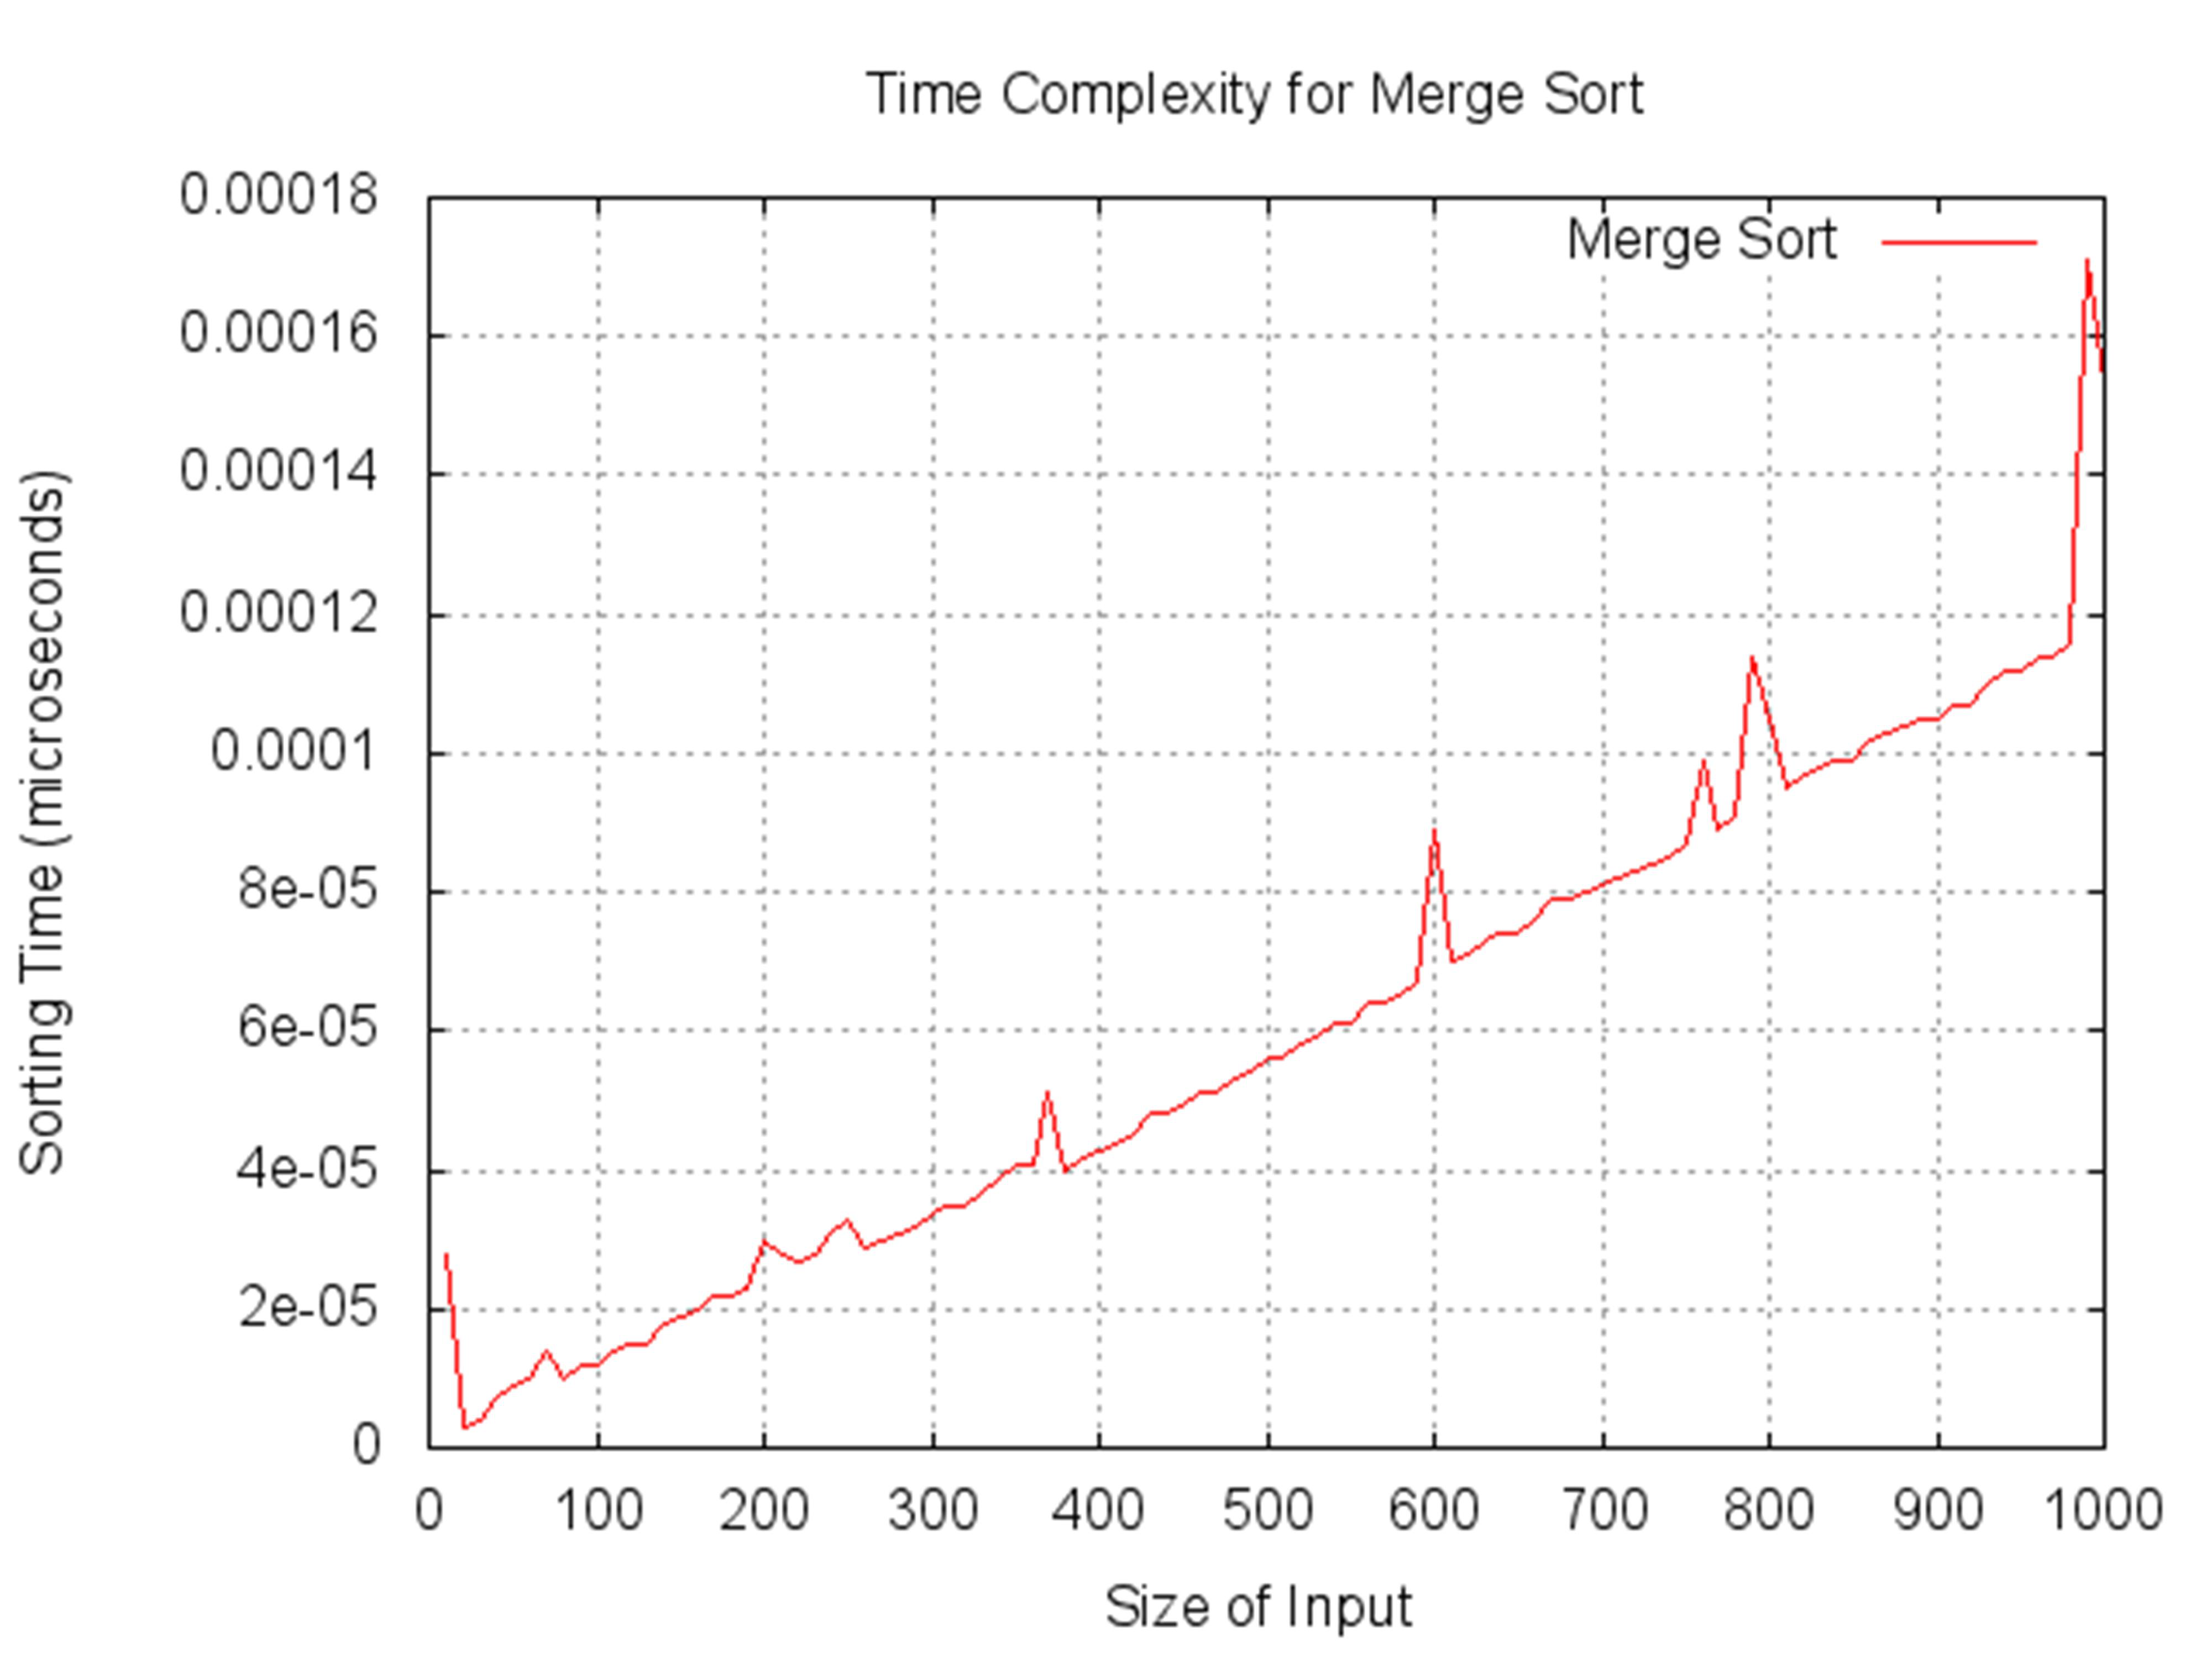 Time Complexity for Merge Sort
0.00018
Merge Sort
0.00016
0.00014
0.00012
0.0001
8e-05
6e-05
4e-05
2e-05
0
Sorting Time (microseconds)
0 100 200 300 400 500 600 700 800 900 1000
Size of Input